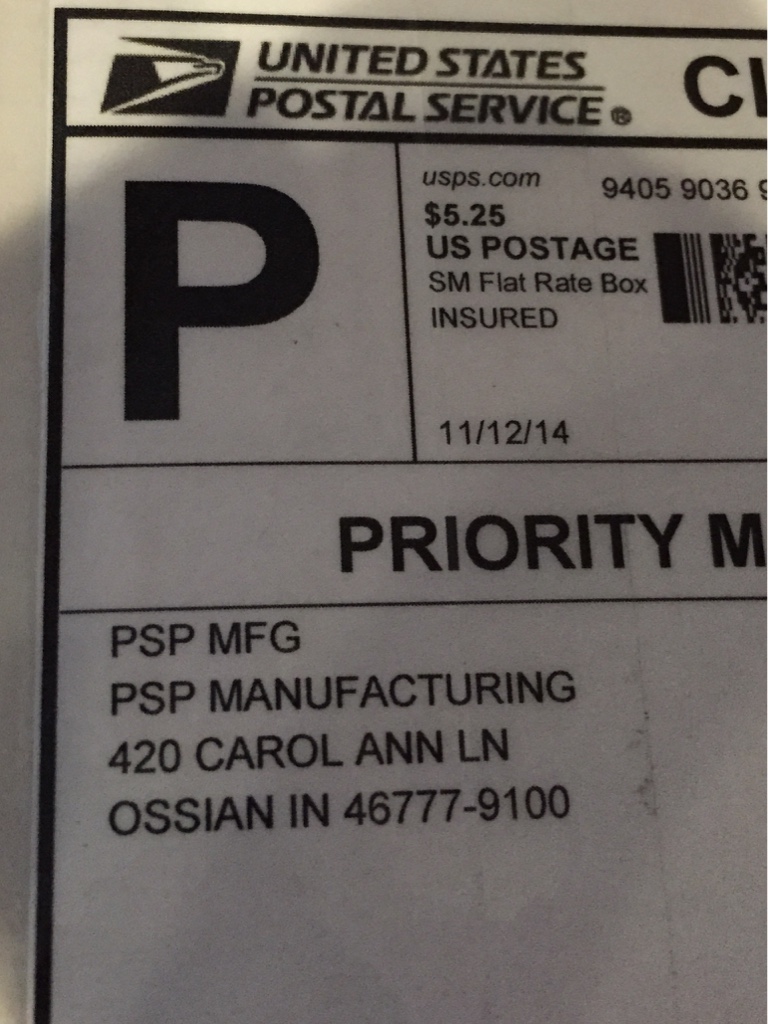 UNITED STATES
POSTAL SERVICE®
P
usps.com
9405 9036
$5.25
US POSTAGE
SM Flat Rate Box
INSURED
11/12/14
PRIORITY M
PSP MFG
PSP MANUFACTURING
420 CAROL ANN LN
OSSIAN IN 46777-9100